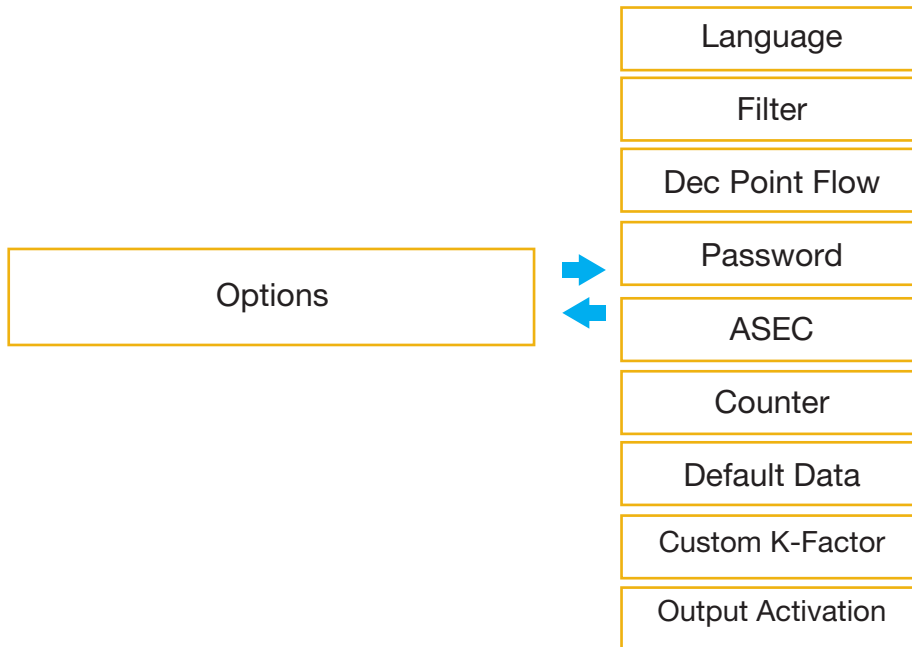 Options
Language
Filter
Dec Point Flow
Password
ASEC
Counter
Default Data
Custom K-Factor
Output Activation